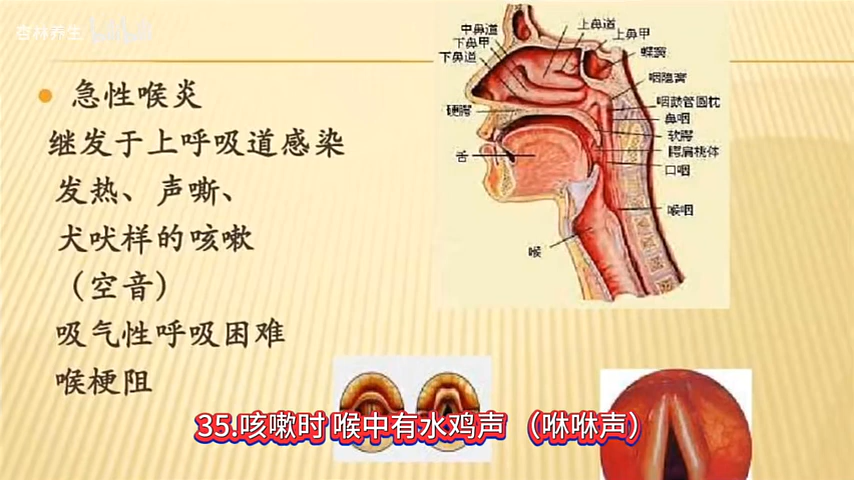 杏林养生
急性喉炎
继发于上呼吸道感染
发热、声嘶、
犬吠样的咳嗽
（空音）
吸气性呼吸困难
喉梗阻
中鼻道
下鼻甲
下鼻道
硬腭
舌
喉
上鼻道
上鼻甲
蝶窦
咽隐窝
咽鼓管圆枕
鼻咽
软腭
腭扁桃体
口咽
喉咽
35.咳嗽时 喉中有水鸡声 （咻咻声）